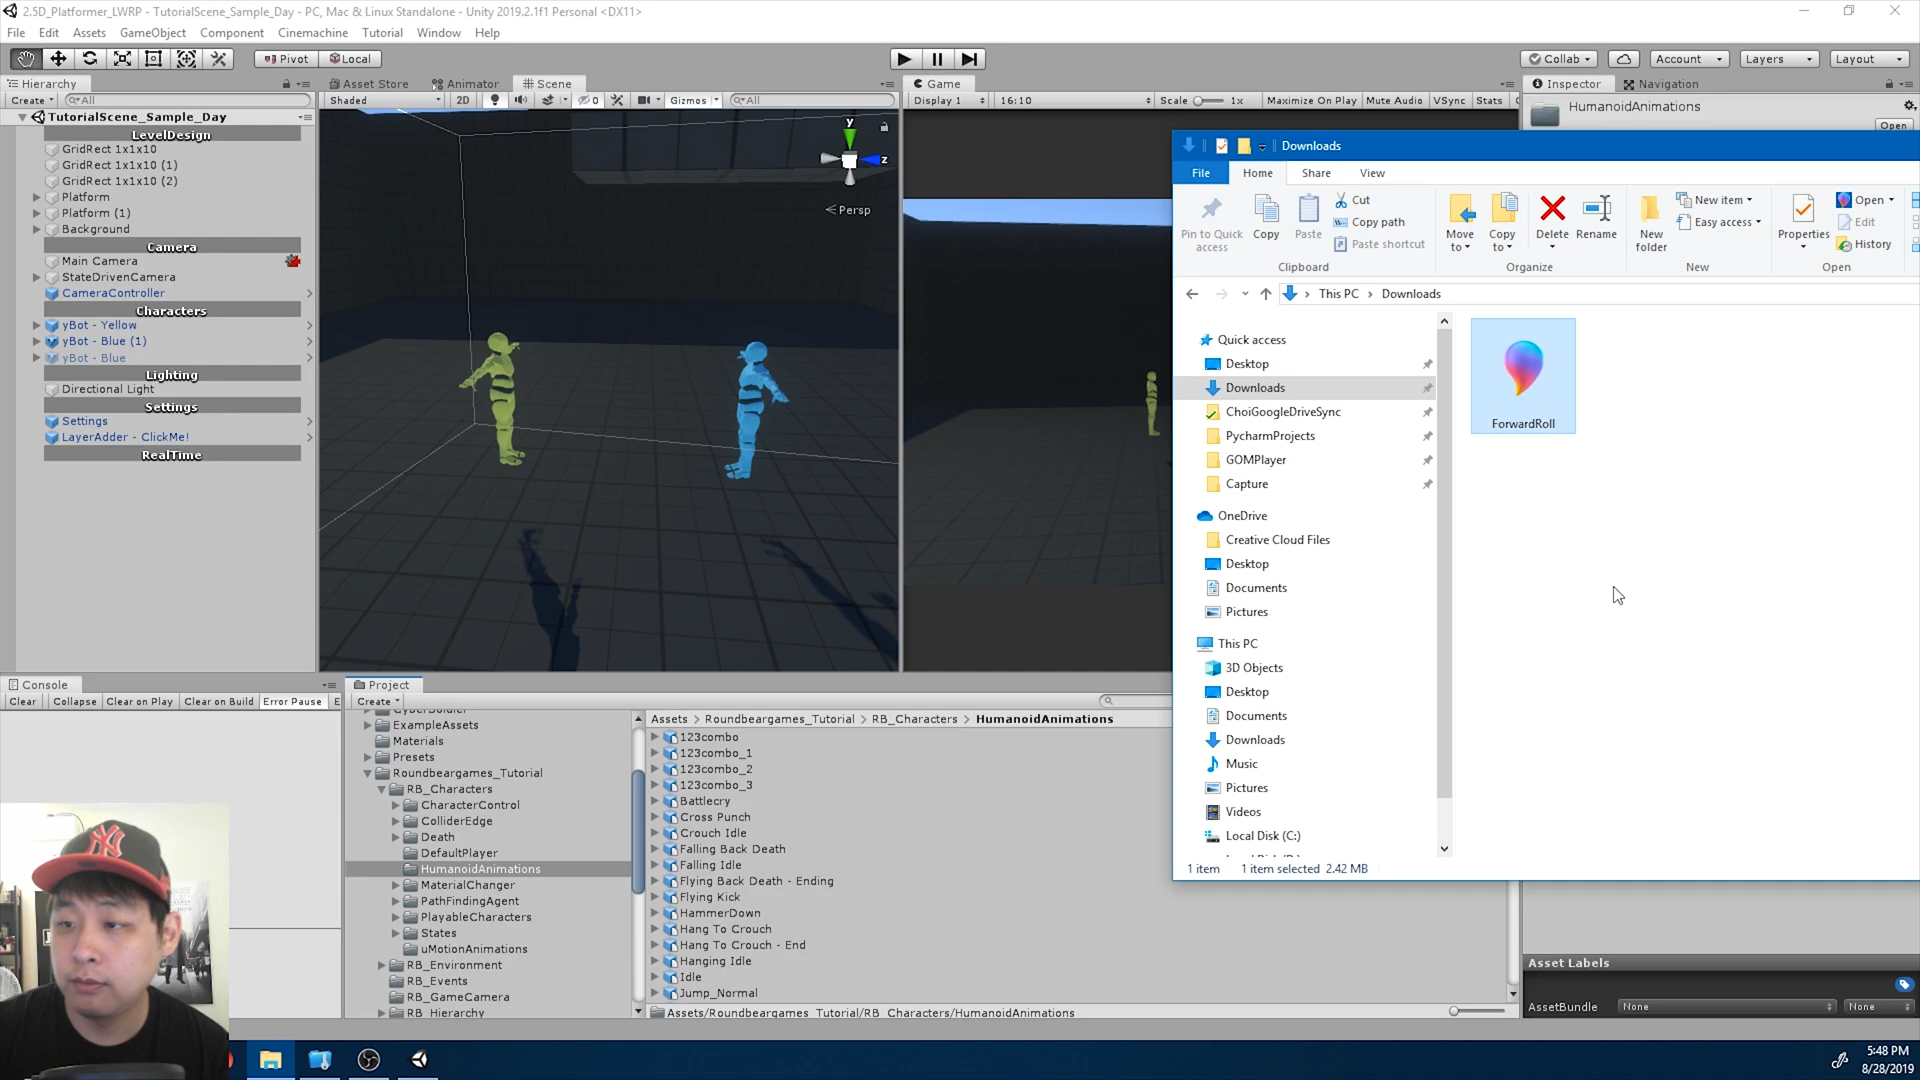 2.5D_Platformer_LWRP - TutorialScene_Sample_Day - PC, Mac & Linux Standalone - Unity 2019.2.1f1 Personal <DX11>
File Edit Assets GameObject Component Cinemachine Tutorial Window Help
Pivot Local Collab Account Layers Layout
Hierarchy Asset Store Animator Scene Game Inspector Navigation
Create All Shaded 2D 0 Gizmos All Display 1 16:10 Scale 1x Maximize On Play Mute Audio VSync Stats
HumanoidAnimations
Open
TutorialScene_Sample_Day
LevelDesign
GridRect 1x1x10
GridRect 1x1x10 (1)
GridRect 1x1x10 (2)
Platform
Platform (1)
Background
Camera
Main Camera
StateDrivenCamera
CameraController
Characters
yBot - Yellow
yBot - Blue (1)
yBot - Blue
Lighting
Directional Light
Settings
Settings
LayerAdder - ClickMe!
RealTime
y
z
Persp
Downloads
File Home Share View
Pin to Quick access
Copy
Paste
Cut
Copy path
Paste shortcut
Clipboard
Move to
Copy to
Delete
Rename
Organize
New folder
New item
Easy access
New
Properties
Open
Edit
History
Open
This PC > Downloads
Quick access
Desktop
Downloads
ChoiGoogleDriveSync
PycharmProjects
GOMPlayer
Capture
OneDrive
Creative Cloud Files
Desktop
Documents
Pictures
This PC
3D Objects
Desktop
Documents
Downloads
Music
Pictures
Videos
Local Disk (C:)
ForwardRoll
1 item 1 item selected 2.42 MB
Console
Clear Collapse Clear on Play Clear on Build Error Pause E
Project
Create
ExampleAssets
Materials
Presets
Roundbeargames_Tutorial
RB_Characters
CharacterControl
ColliderEdge
Death
DefaultPlayer
HumanoidAnimations
MaterialChanger
PathFindingAgent
PlayableCharacters
States
uMotionAnimations
RB_Environment
RB_Events
RB_GameCamera
RB_Hierarchy
Assets > Roundbeargames_Tutorial > RB_Characters > HumanoidAnimations
123combo
123combo_1
123combo_2
123combo_3
Battlecry
Cross Punch
Crouch Idle
Falling Back Death
Falling Idle
Flying Back Death - Ending
Flying Kick
HammerDown
Hang To Crouch
Hang To Crouch - End
Hanging Idle
Idle
Jump_Normal
Assets/Roundbeargames_Tutorial/RB_Characters/HumanoidAnimations
Asset Labels
AssetBundle None None
5:48 PM
8/28/2019